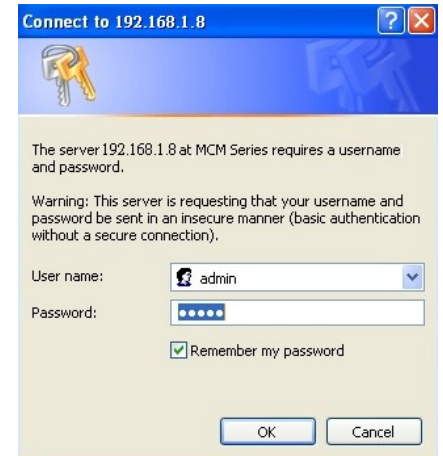 Connect to 192.168.1.8
The server 192.168.1.8 at MCM Series requires a username
and password.
Warning: This server is requesting that your username and
password be sent in an insecure manner (basic authentication
without a secure connection).
User name: admin
Password: •••••
Remember my password
OK Cancel